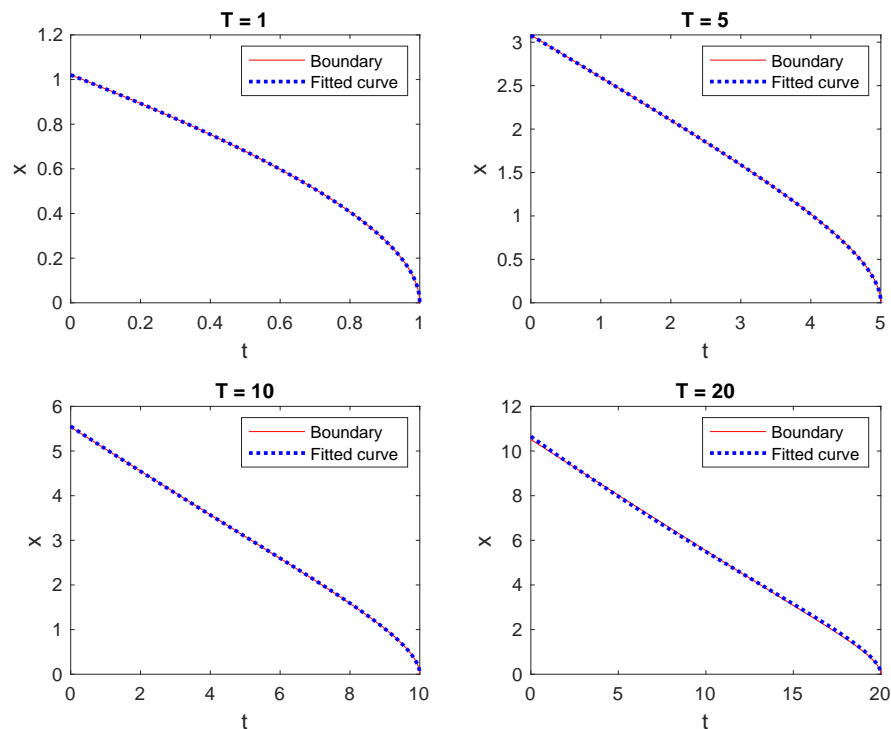 T = 1
1.2
1
0.8
0.6
0.4
0.2
0
x
Boundary
Fitted curve
0 0.2 0.4 0.6 0.8 1
t
T = 5
3
2.5
2
1.5
1
0.5
0
x
Boundary
Fitted curve
0 1 2 3 4 5
t
T = 10
6
5
4
3
2
1
0
x
Boundary
Fitted curve
0 2 4 6 8 10
t
T = 20
12
10
8
6
4
2
0
x
Boundary
Fitted curve
0 5 10 15 20
t